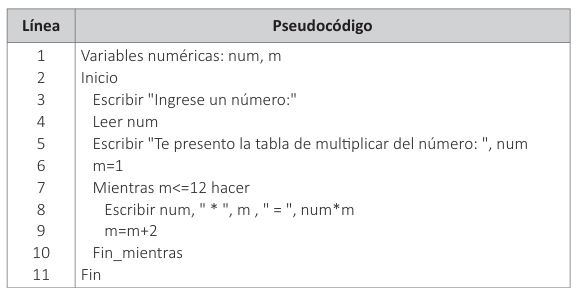 Línea Pseudocódigo
1 Variables numéricas: num, m
2 Inicio
3 Escribir "Ingrese un número:"
4 Leer num
5 Escribir "Te presento la tabla de multiplicar del número: ", num
6 m=1
7 Mientras m<=12 hacer
8 Escribir num, " * ", m , " = ", num*m
9 m=m+2
10 Fin_mientras
11 Fin